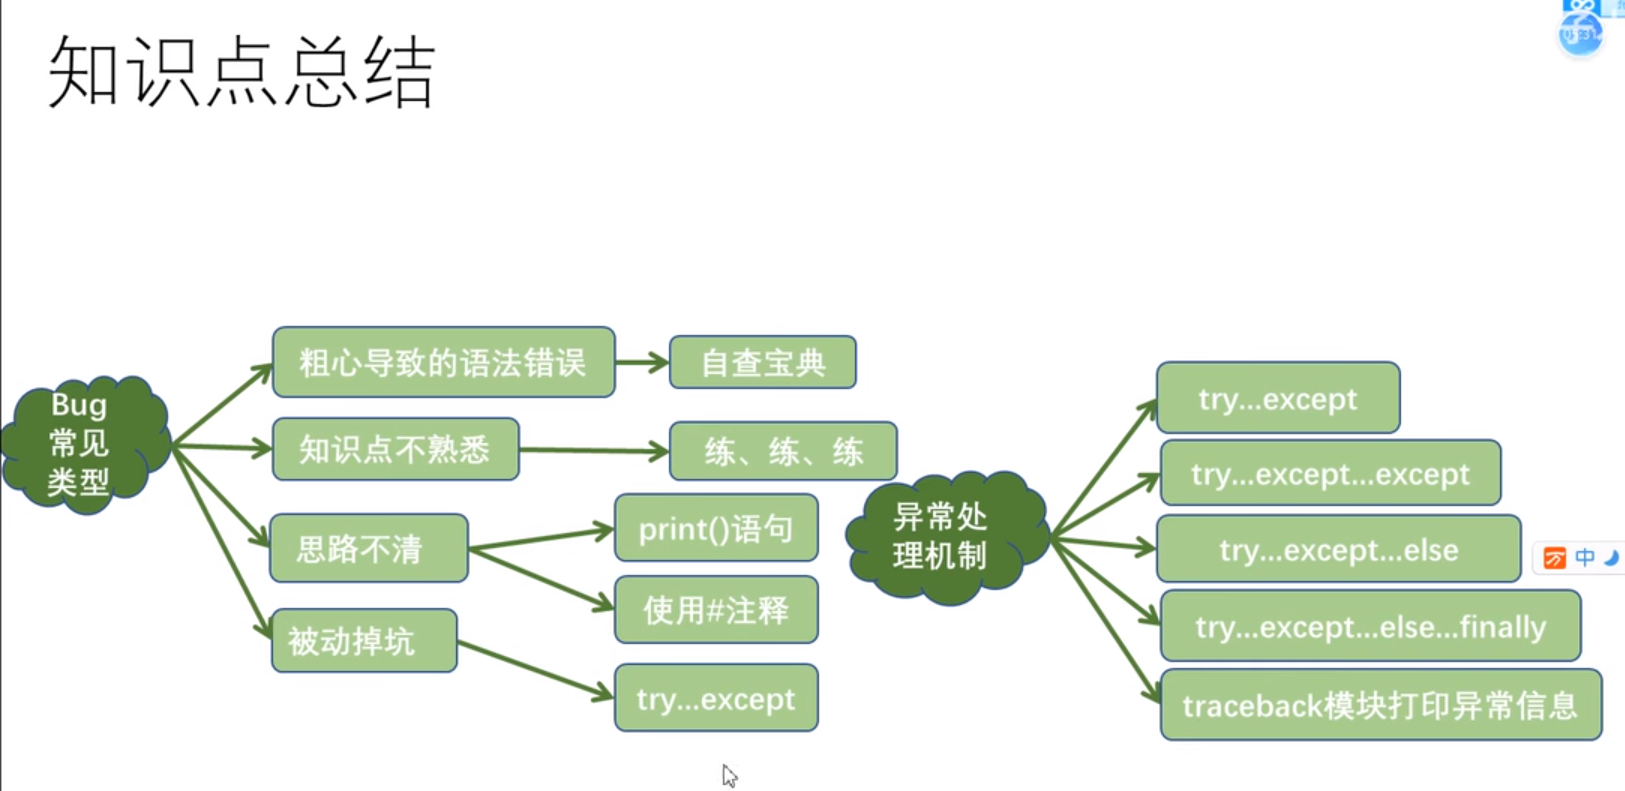 知识点总结
Bug
常见
类型
粗心导致的语法错误
自查宝典
知识点不熟悉
练、练、练
思路不清
print()语句
使用#注释
被动掉坑
try...except
异常处
理机制
try...except
try...except...except
try...except...else
try...except...else...finally
traceback模块打印异常信息
中